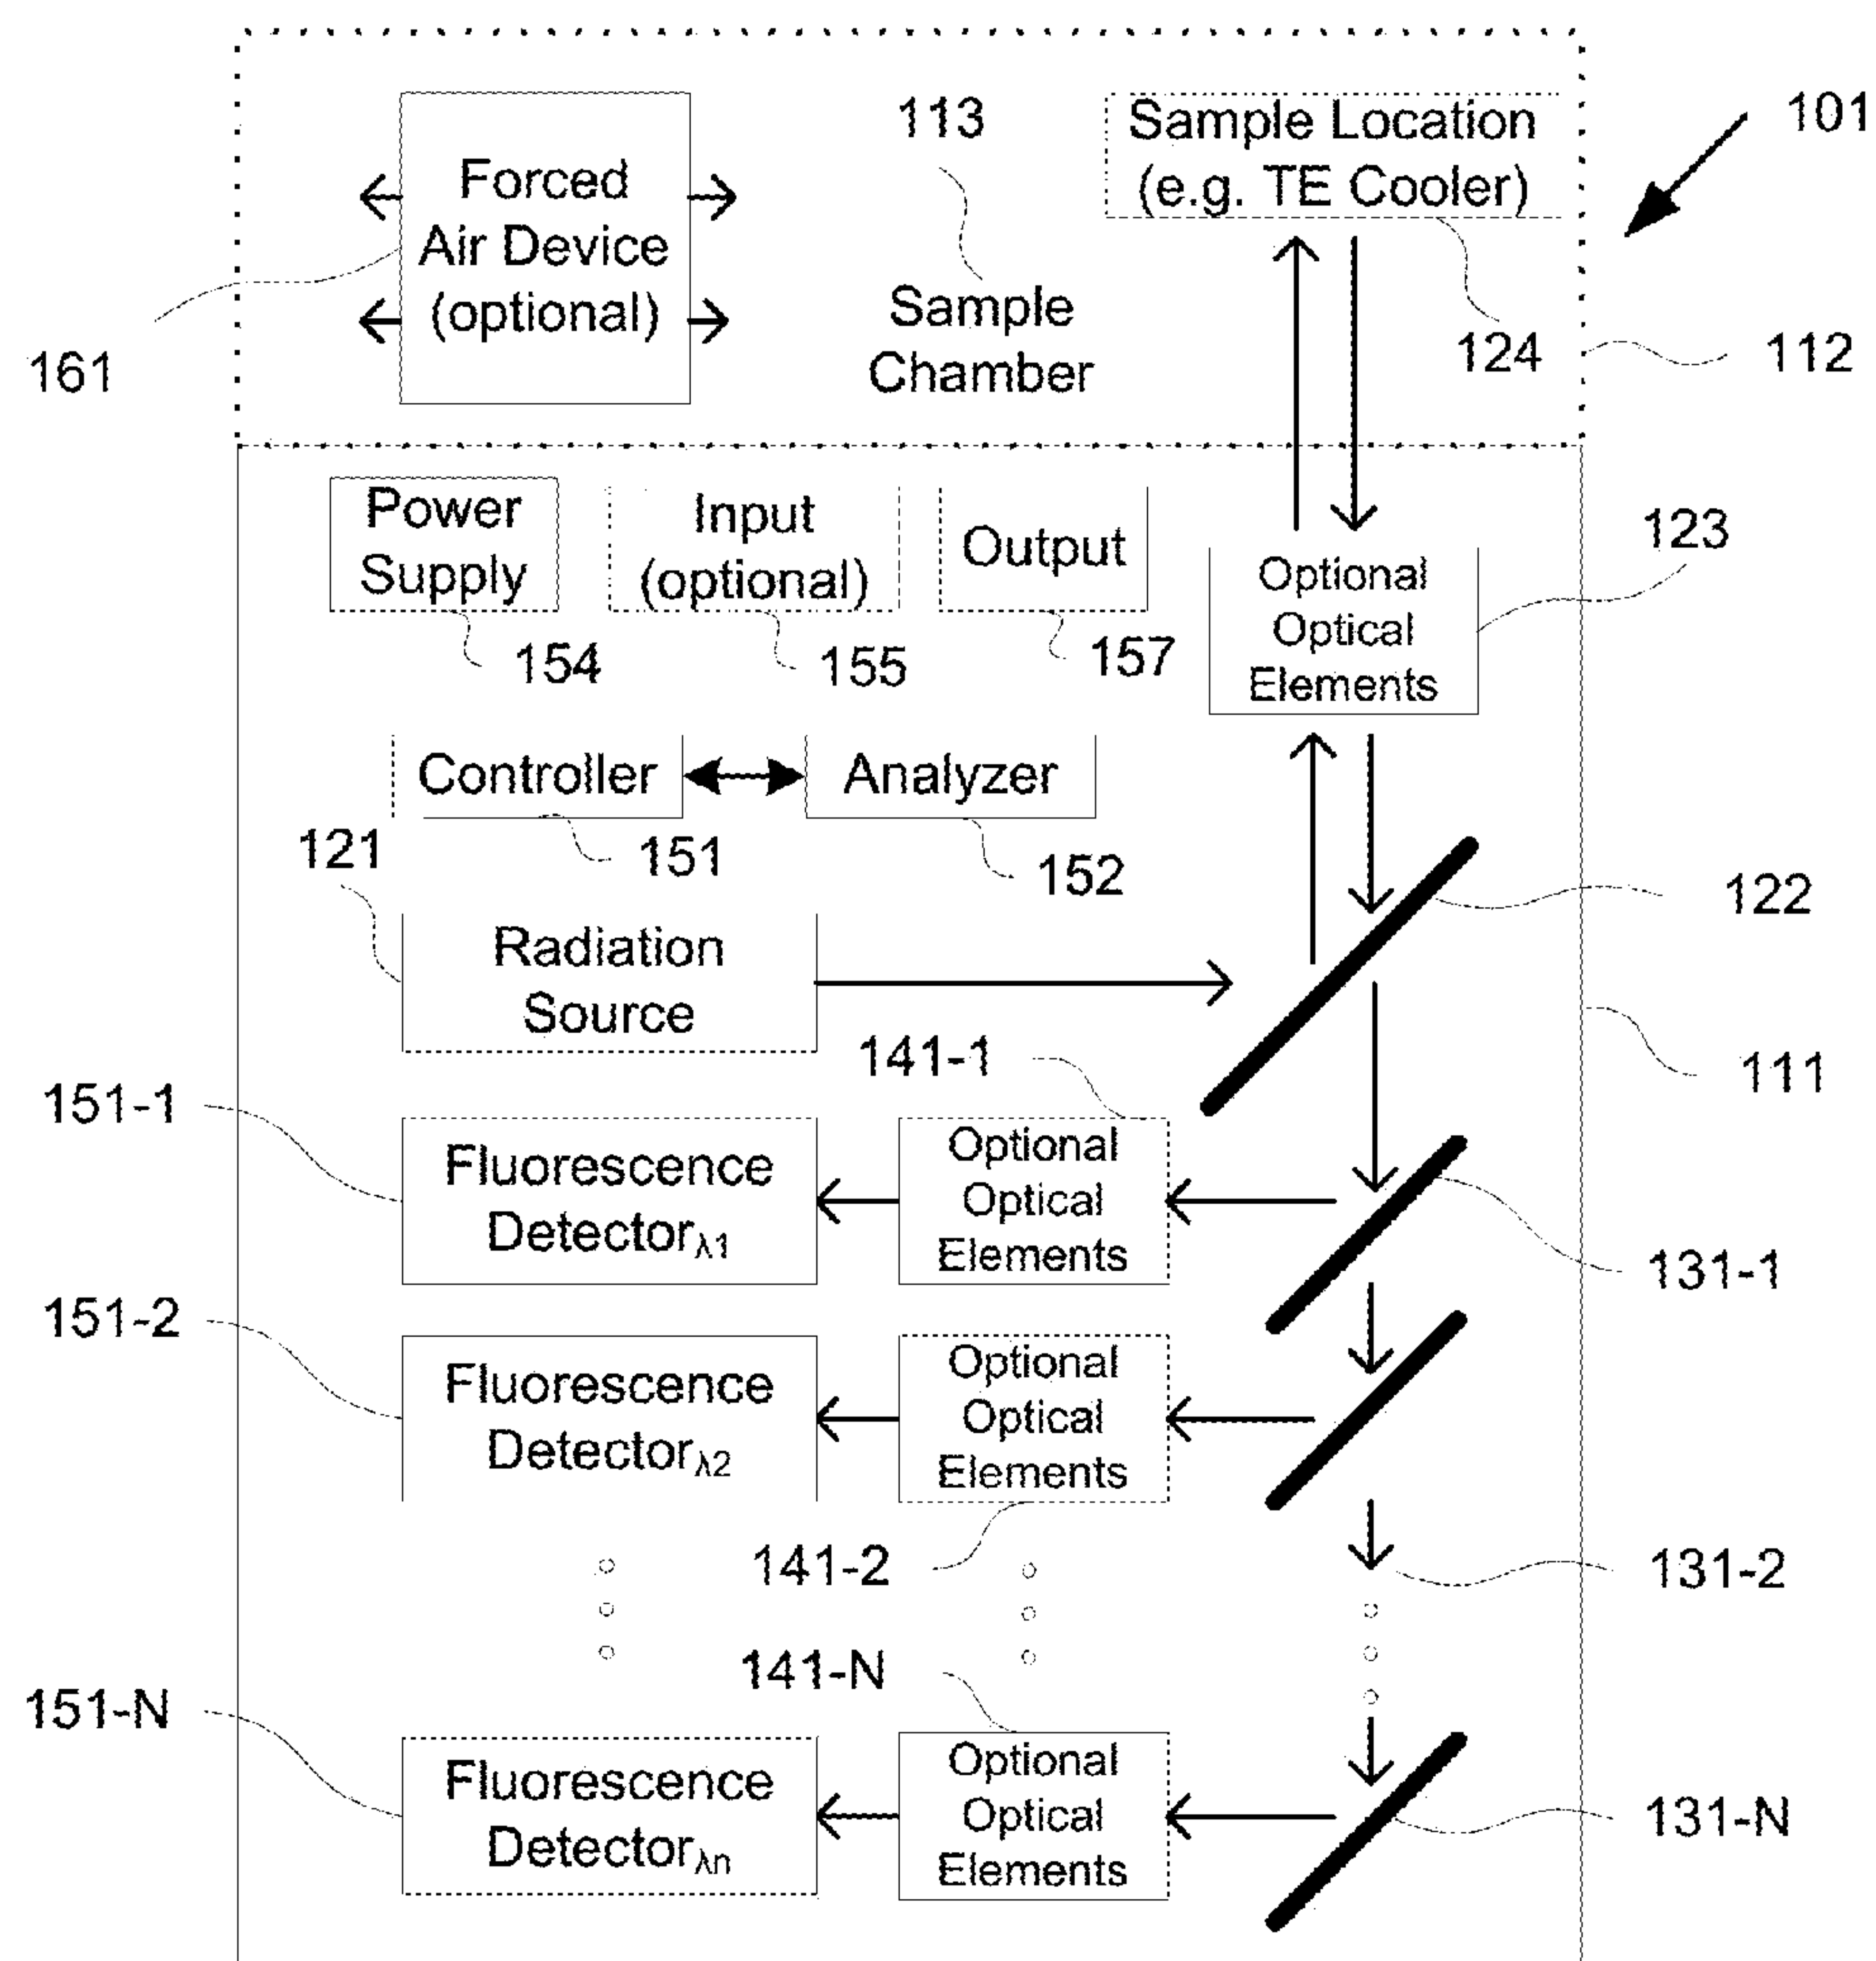 113
Sample Location
(e.g. TE Cooler)
101
Forced
Air Device
(optional)
Sample
Chamber
124
112
161
Power
Supply
Input
(optional)
Output
123
Optional
Optical
Elements
154
155
157
Controller
Analyzer
121
151
152
122
Radiation
Source
141-1
111
151-1
Fluorescence
Detectorλ1
Optional
Optical
Elements
131-1
151-2
Fluorescence
Detectorλ2
Optional
Optical
Elements
141-2
131-2
141-N
151-N
Fluorescence
Detectorλn
Optional
Optical
Elements
131-N